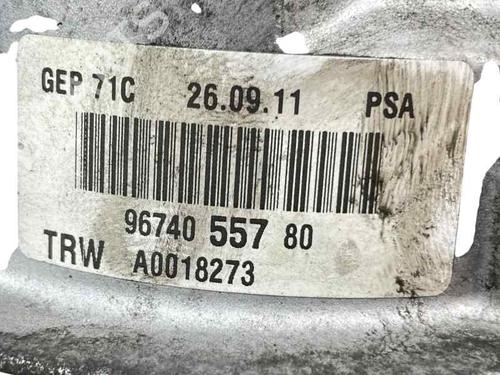 GEP 71C 26.09.11 PSA
96740 557 80
TRW A0018273